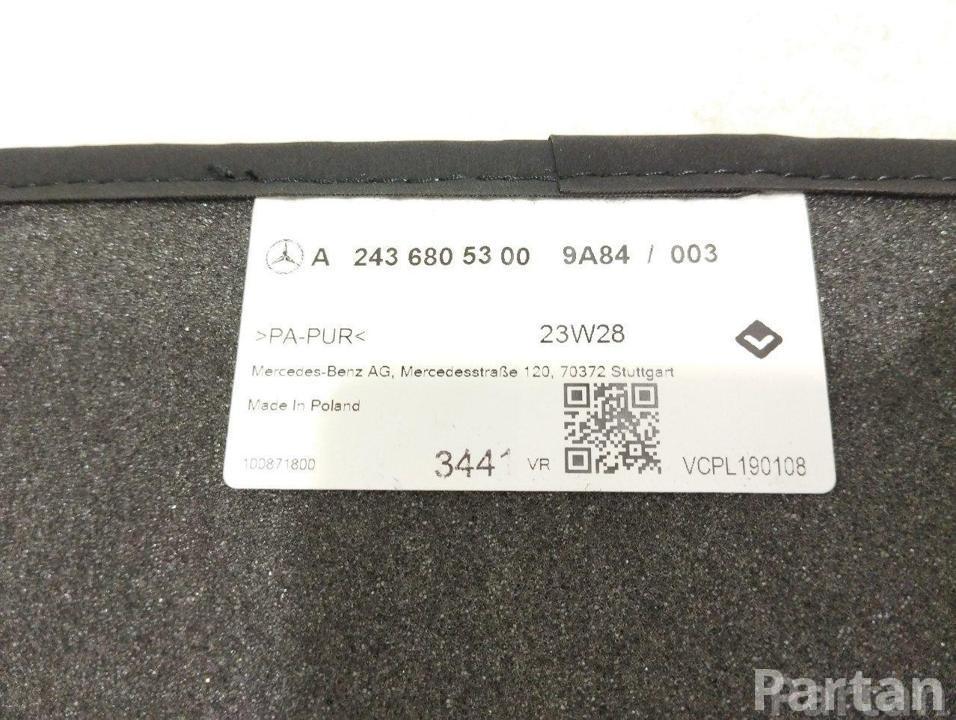 A 243 680 53 00 9A84 / 003
>PA-PUR< 23W28
Mercedes-Benz AG, Mercedesstraße 120, 70372 Stuttgart
Made In Poland
100871800 3441 VR VCPL190108
Partan